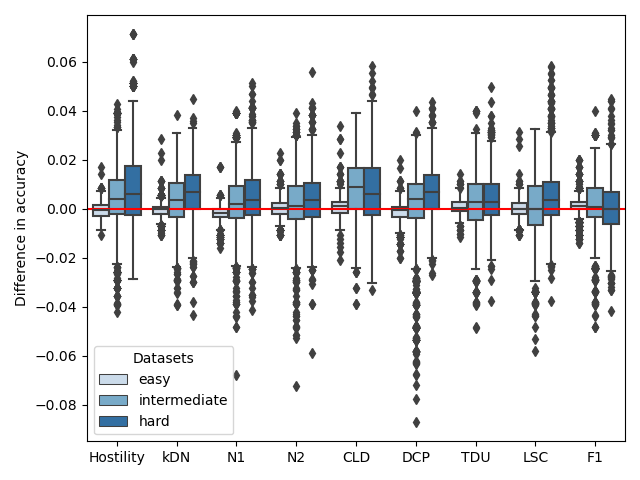 Difference in accuracy
0.06
0.04
0.02
0.00
−0.02
−0.04
−0.06
−0.08
Datasets
easy
intermediate
hard
Hostility kDN N1 N2 CLD DCP TDU LSC F1